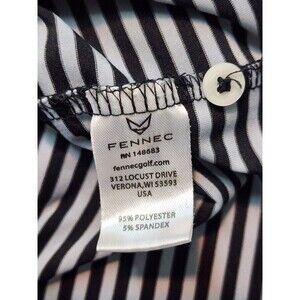 FENNEC
RN 148683
fennecgolf.com
312 LOCUST DRIVE
VERONA, WI 53593
USA
95% POLYESTER
5% SPANDEX